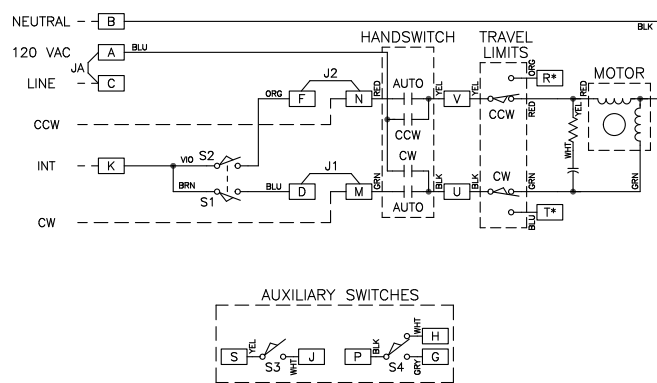 NEUTRAL B BLK
HANDSWITCH TRAVEL LIMITS
120 VAC A BLU
JA
LINE C
J2 ORG F N RED AUTO YEL V YEL ORG R* MOTOR
CCW CCW CCW RED RED YEL
INT K VIO S2 CW WHT
J1 BRN S1 BLU D M GRN AUTO BLK U BLK CW GRN GRN
CW BLU T*
AUXILIARY SWITCHES
S YEL S3 WHT J P BLK S4 WHT H GRY G